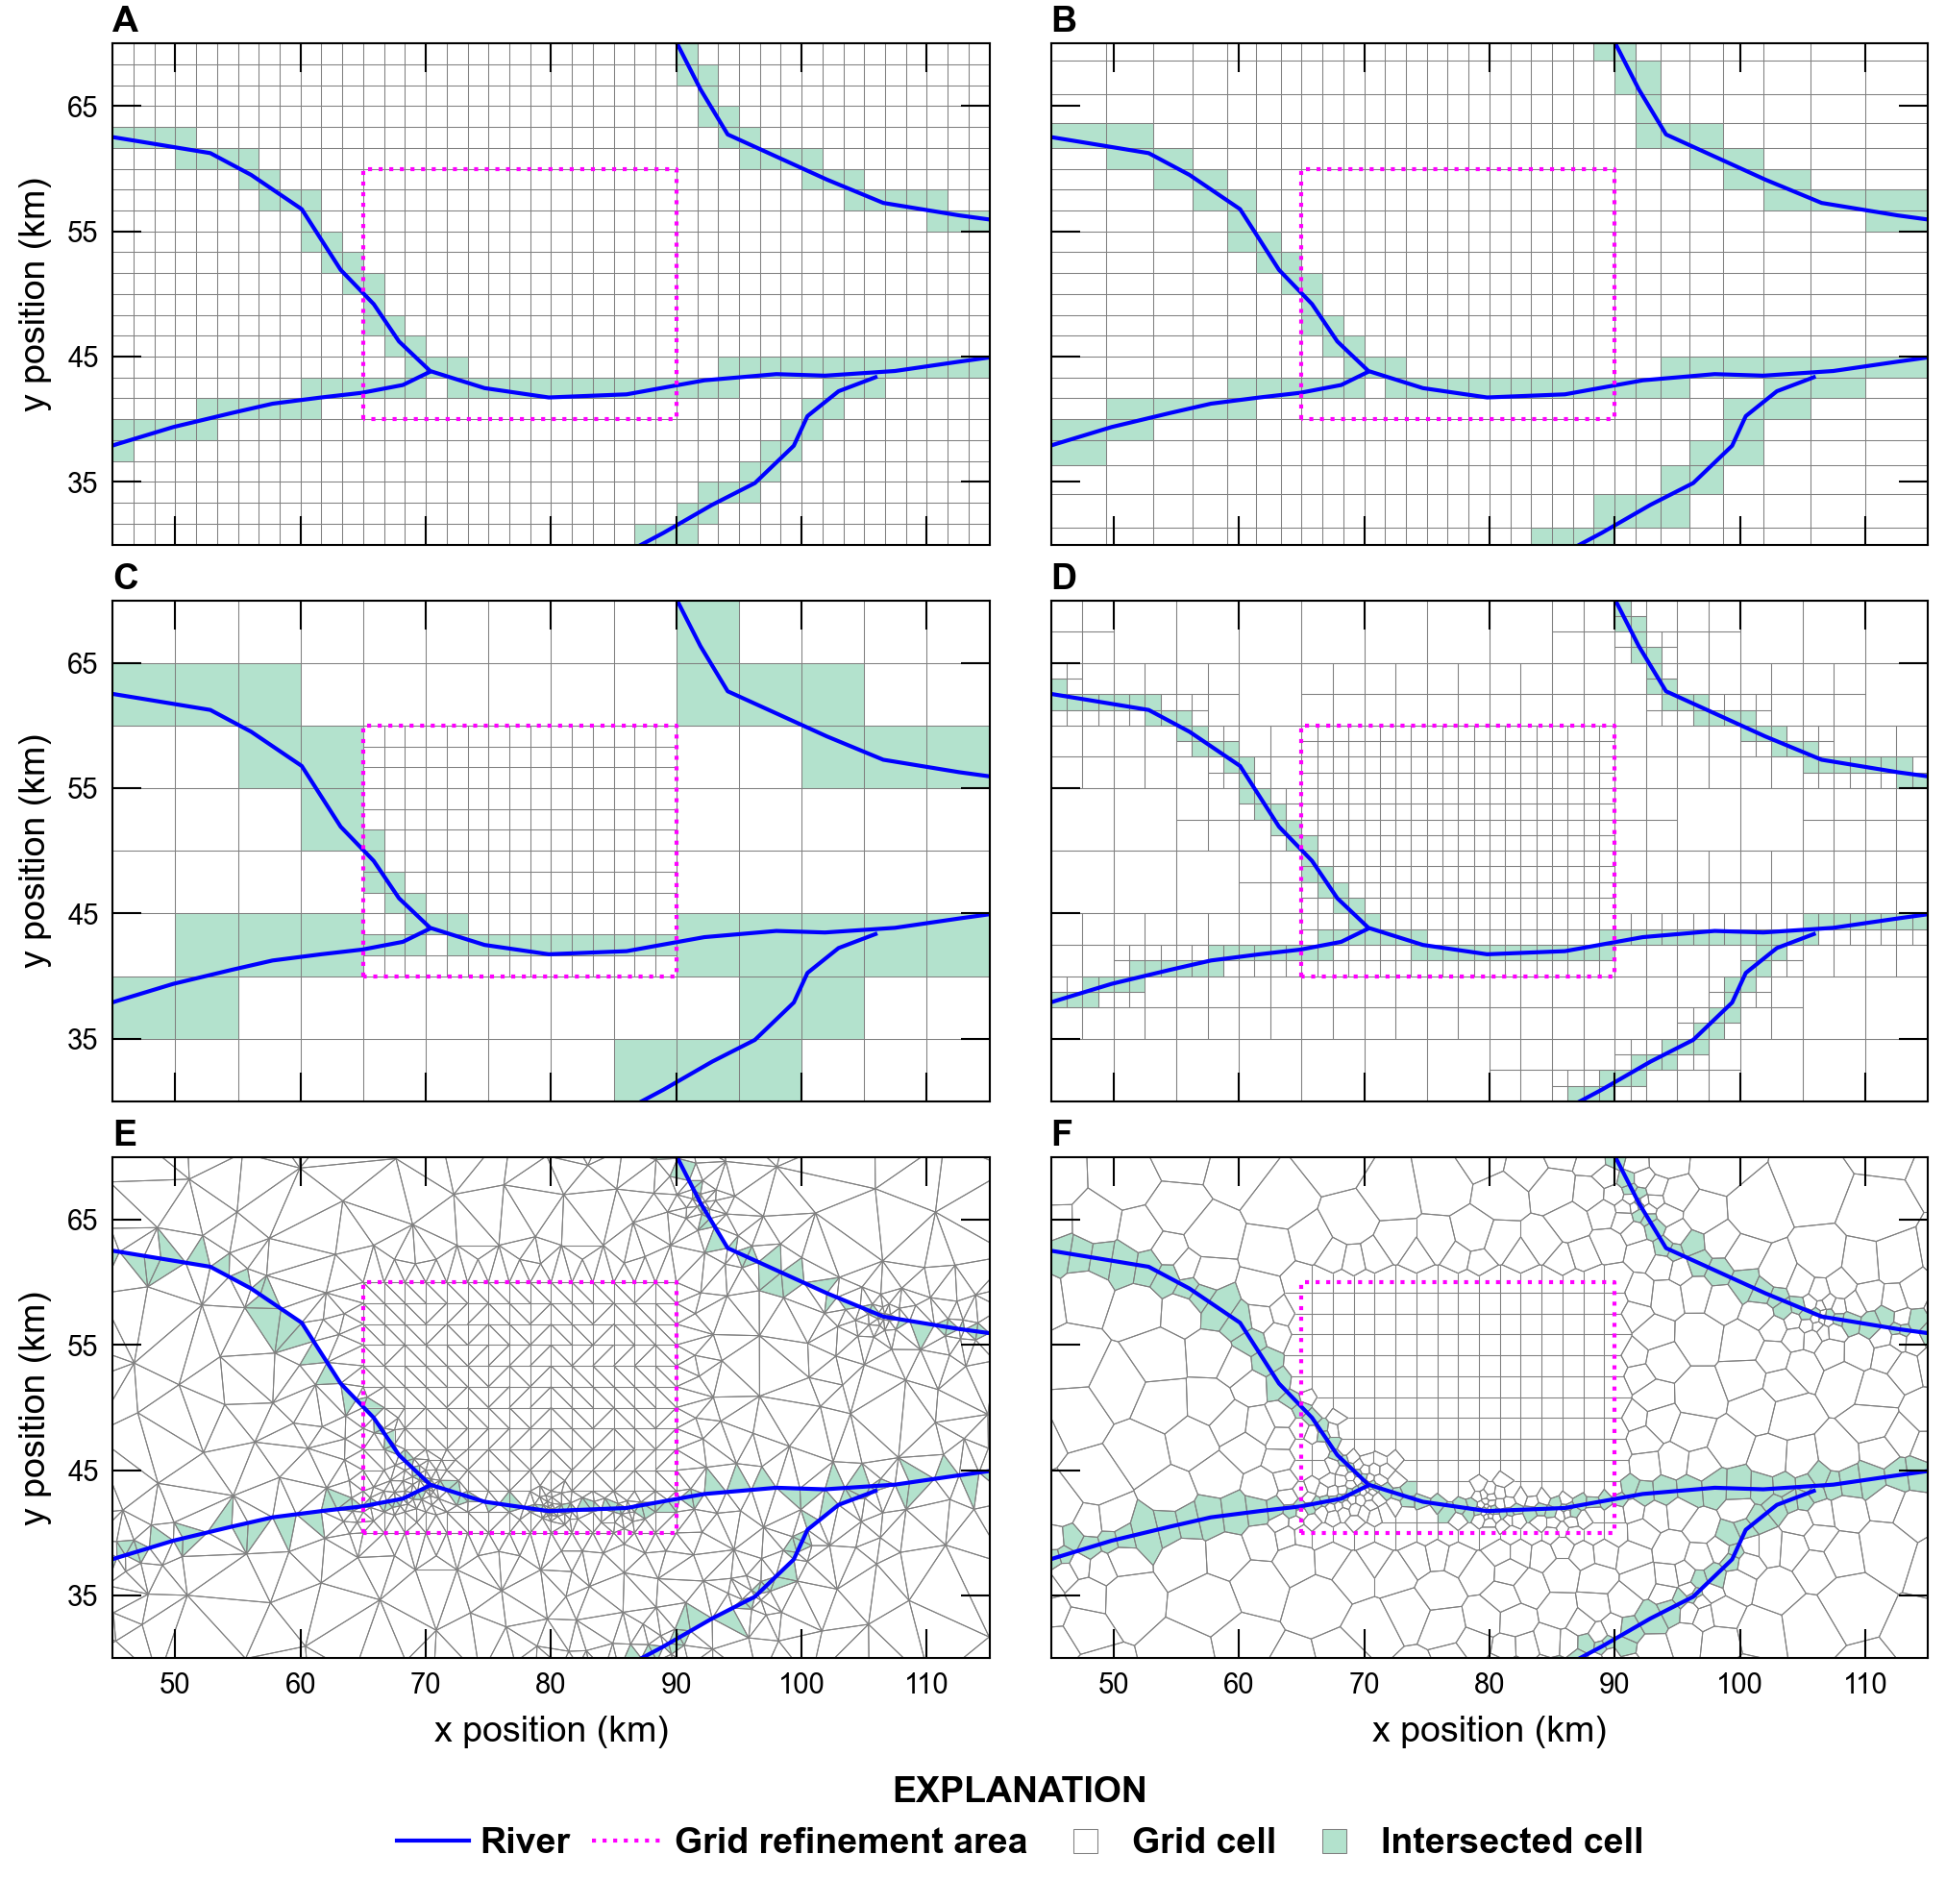 A
B
65
55
45
35
y position (km)
C
D
65
55
45
35
y position (km)
E
F
65
55
45
35
y position (km)
50 60 70 80 90 100 110
50 60 70 80 90 100 110
x position (km)
x position (km)
EXPLANATION
River Grid refinement area Grid cell Intersected cell